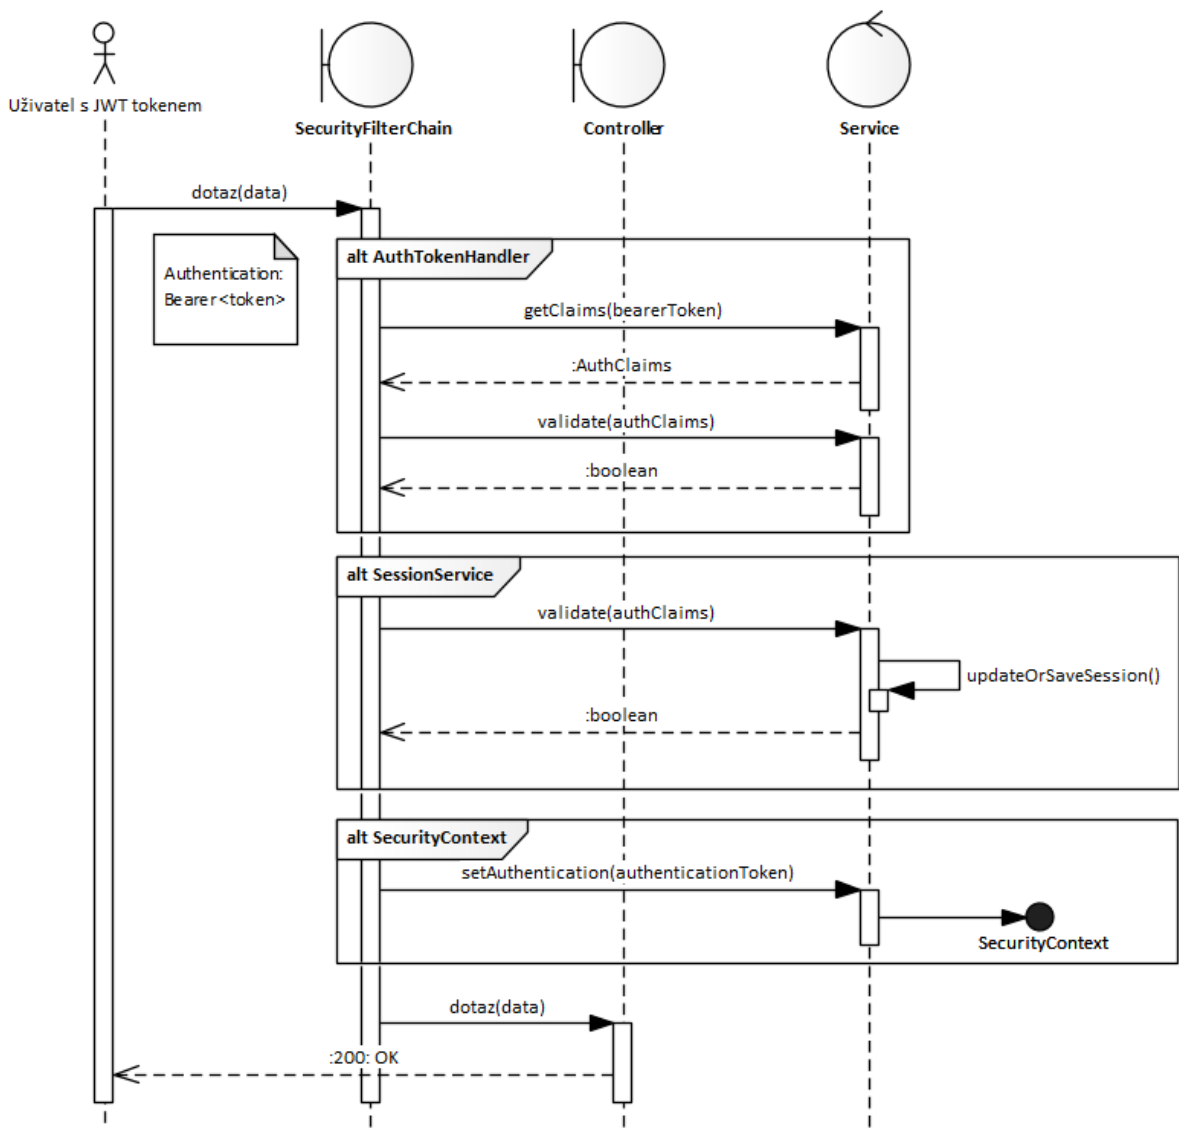 Uživatel s JWT tokenem
SecurityFilterChain
Controller
Service
dotaz(data)
Authentication:
Bearer<token>
alt AuthTokenHandler
getClaims(bearerToken)
:AuthClaims
validate(authClaims)
:boolean
alt SessionService
validate(authClaims)
updateOrSaveSession()
:boolean
alt SecurityContext
setAuthentication(authenticationToken)
SecurityContext
dotaz(data)
:200: OK